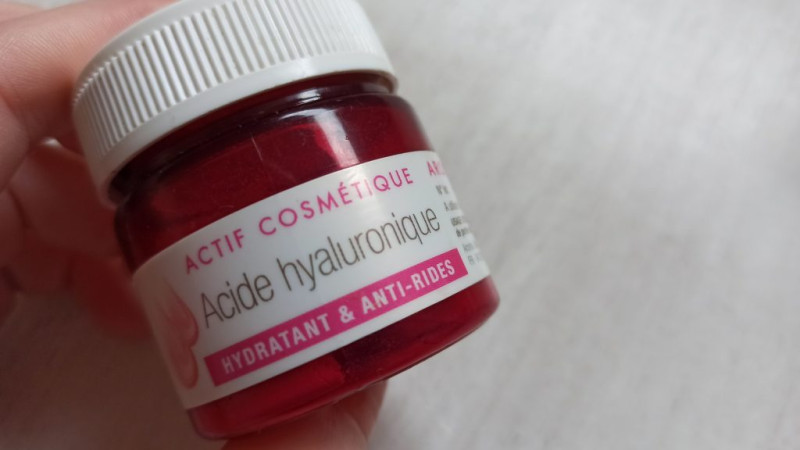 ACTIF COSMÉTIQUE
Acide hyaluronique
HYDRATANT & ANTI-RIDES